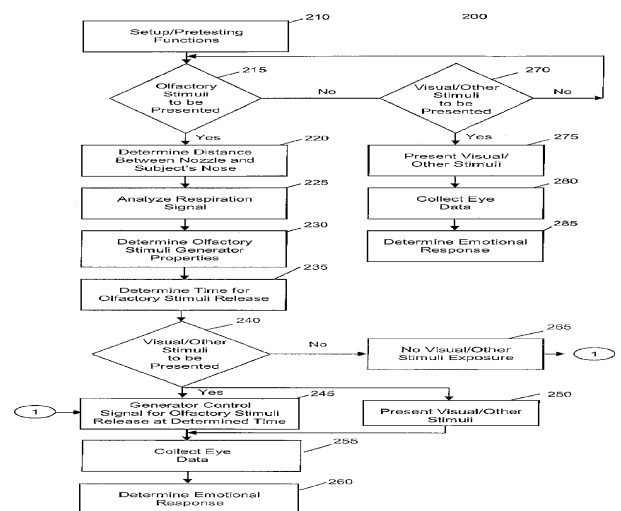 210
200
Setup/Pretesting
Functions
215
270
Olfactory
Stimuli
to be
Presented
No
Visual/Other
Stimuli
to be
Presented
No
Yes
Yes
220
275
Determine Distance
Between Nozzle and
Subject's Nose
Present Visual/
Other Stimuli
225
280
Analyze Respiration
Signal
Collect Eye
Data
230
285
Determine Olfactory
Stimuli Generator
Properties
Determine Emotional
Response
235
Determine Time for
Olfactory Stimuli Release
240
265
Visual/Other
Stimuli
to be
Presented
No
No Visual/Other
Stimuli Exposure
1
Yes
245
250
1
Generator Control
Signal for Olfactory Stimuli
Release at Determined Time
Present Visual/Other
Stimuli
255
Collect Eye
Data
260
Determine Emotional
Response